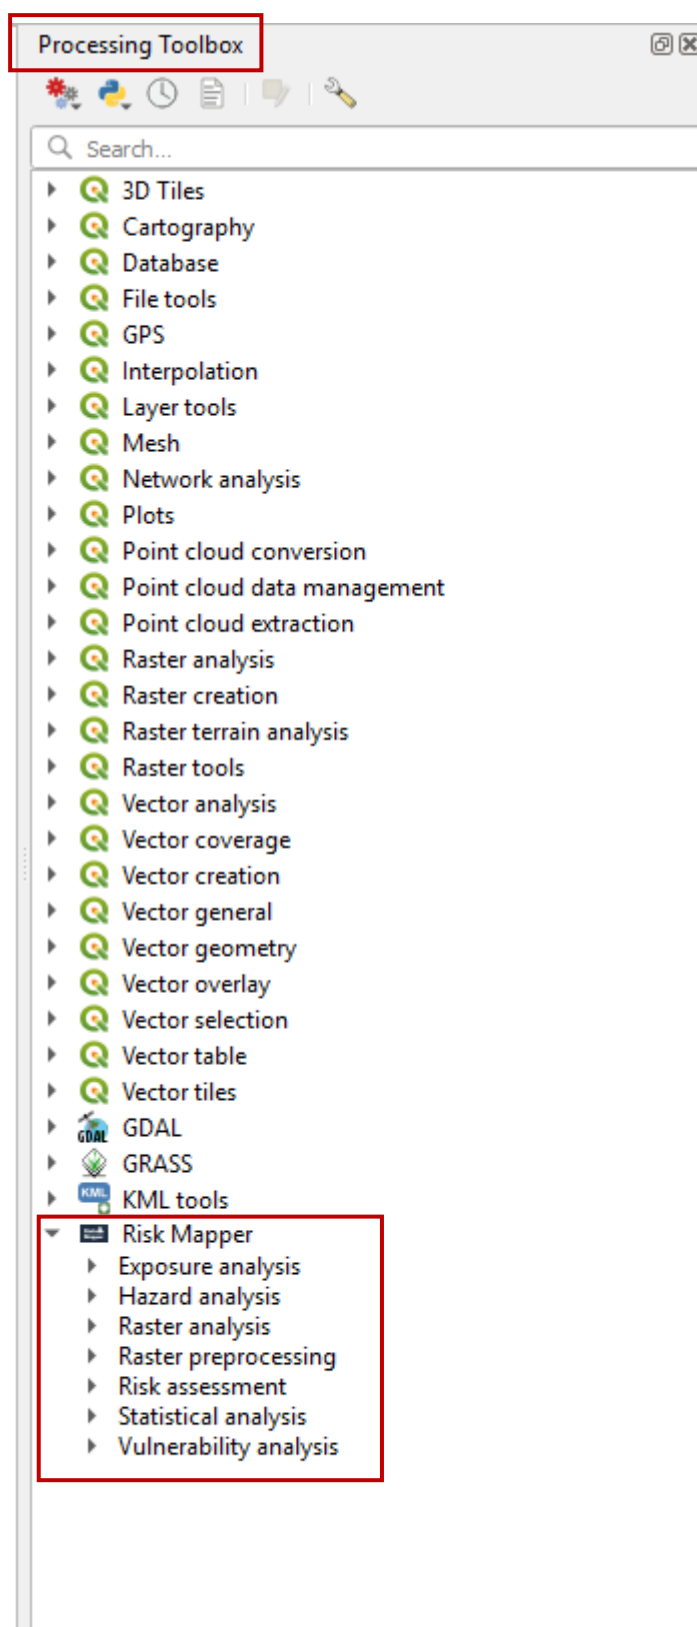 Processing Toolbox
Search...
3D Tiles
Cartography
Database
File tools
GPS
Interpolation
Layer tools
Mesh
Network analysis
Plots
Point cloud conversion
Point cloud data management
Point cloud extraction
Raster analysis
Raster creation
Raster terrain analysis
Raster tools
Vector analysis
Vector coverage
Vector creation
Vector general
Vector geometry
Vector overlay
Vector selection
Vector table
Vector tiles
GDAL GDAL
GRASS
KML KML tools
Risk Mapper
Exposure analysis
Hazard analysis
Raster analysis
Raster preprocessing
Risk assessment
Statistical analysis
Vulnerability analysis